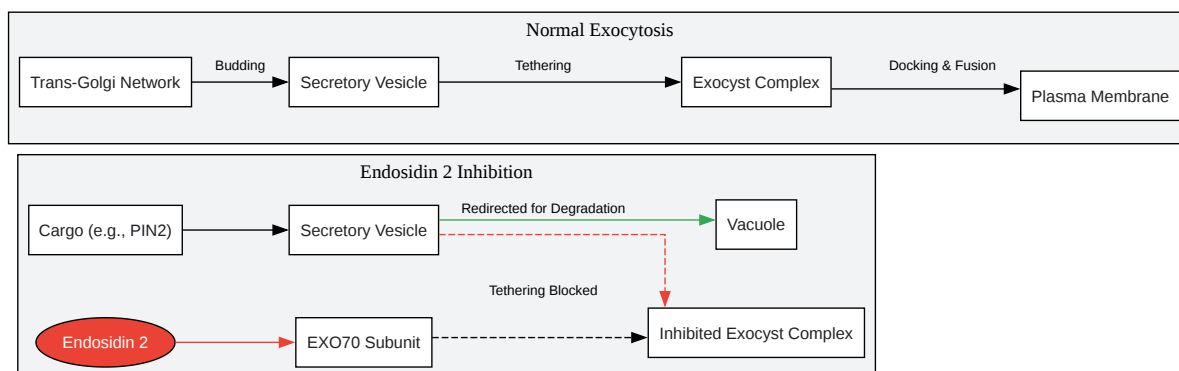 Normal Exocytosis
Trans-Golgi Network
Budding
Secretory Vesicle
Tethering
Exocyst Complex
Docking & Fusion
Plasma Membrane
Endosidin 2 Inhibition
Cargo (e.g., PIN2)
Secretory Vesicle
Redirected for Degradation
Vacuole
Tethering Blocked
Endosidin 2
EXO70 Subunit
Inhibited Exocyst Complex